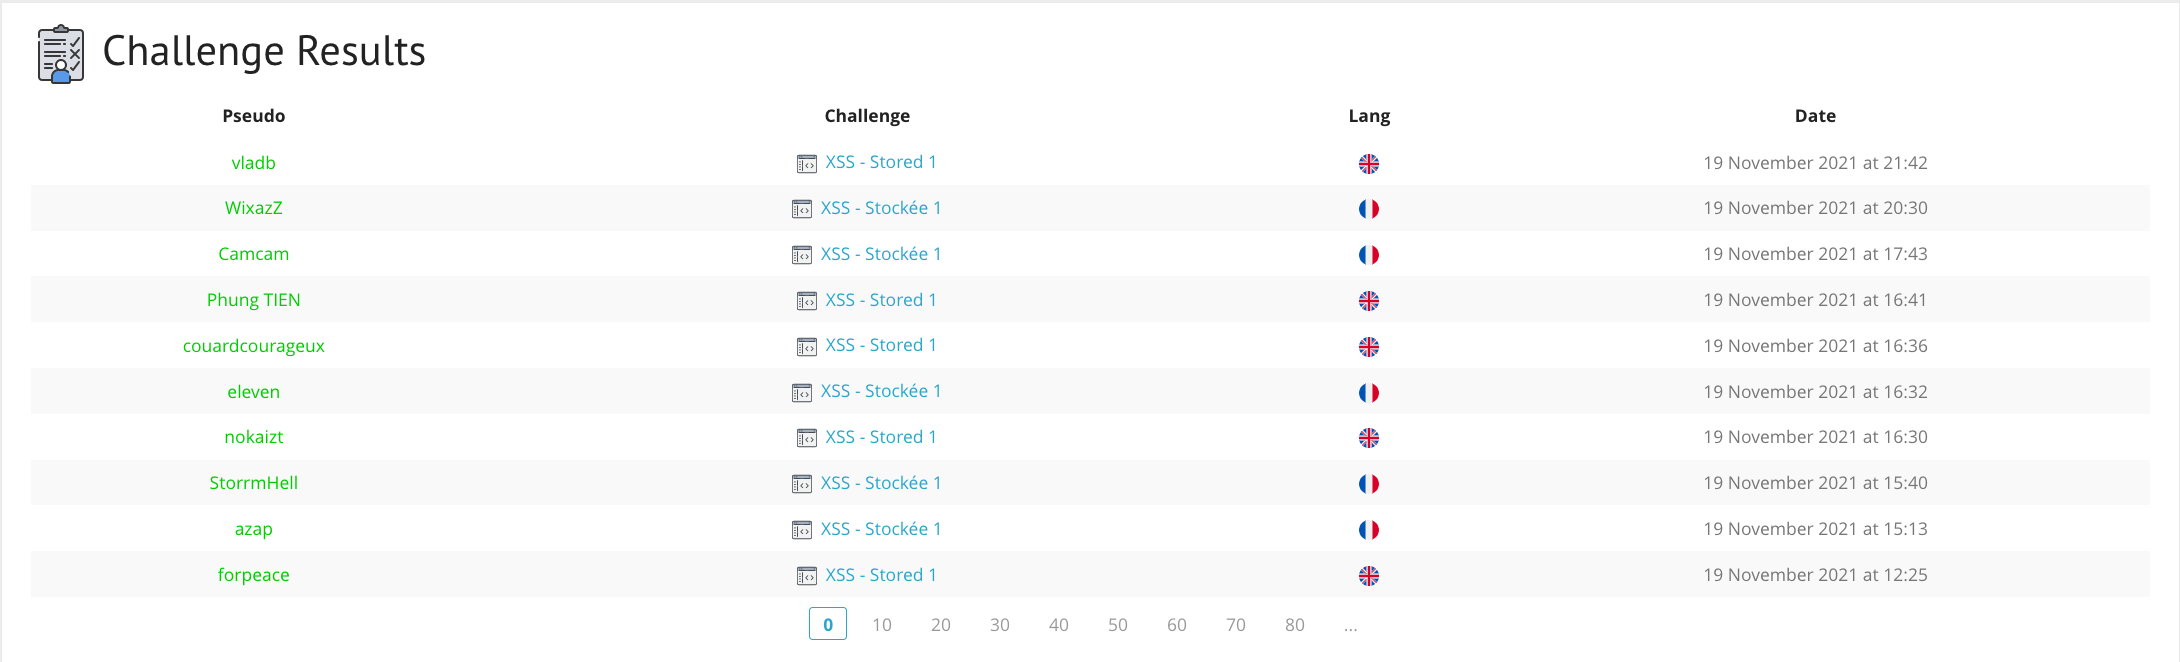 Challenge Results
Pseudo Challenge Lang Date
vladb XSS - Stored 1 19 November 2021 at 21:42
WixazZ XSS - Stockée 1 19 November 2021 at 20:30
Camcam XSS - Stockée 1 19 November 2021 at 17:43
Phung TIEN XSS - Stored 1 19 November 2021 at 16:41
couardcourageux XSS - Stored 1 19 November 2021 at 16:36
eleven XSS - Stockée 1 19 November 2021 at 16:32
nokaizt XSS - Stored 1 19 November 2021 at 16:30
StorrmHell XSS - Stockée 1 19 November 2021 at 15:40
azap XSS - Stockée 1 19 November 2021 at 15:13
forpeace XSS - Stored 1 19 November 2021 at 12:25
0 10 20 30 40 50 60 70 80 ...